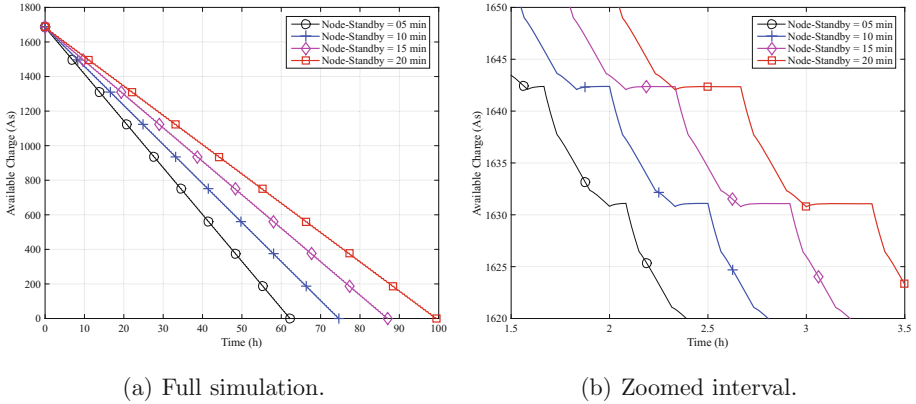 1800
1600
1400
1200
1000
800
600
400
200
0
Available Charge (As)
0 10 20 30 40 50 60 70 80 90 100
Time (h)
Node-Standby = 05 min
Node-Standby = 10 min
Node-Standby = 15 min
Node-Standby = 20 min
(a) Full simulation.
1650
1645
1640
1635
1630
1625
1620
Available Charge (As)
1.5 2 2.5 3 3.5
Time (h)
Node-Standby = 05 min
Node-Standby = 10 min
Node-Standby = 15 min
Node-Standby = 20 min
(b) Zoomed interval.